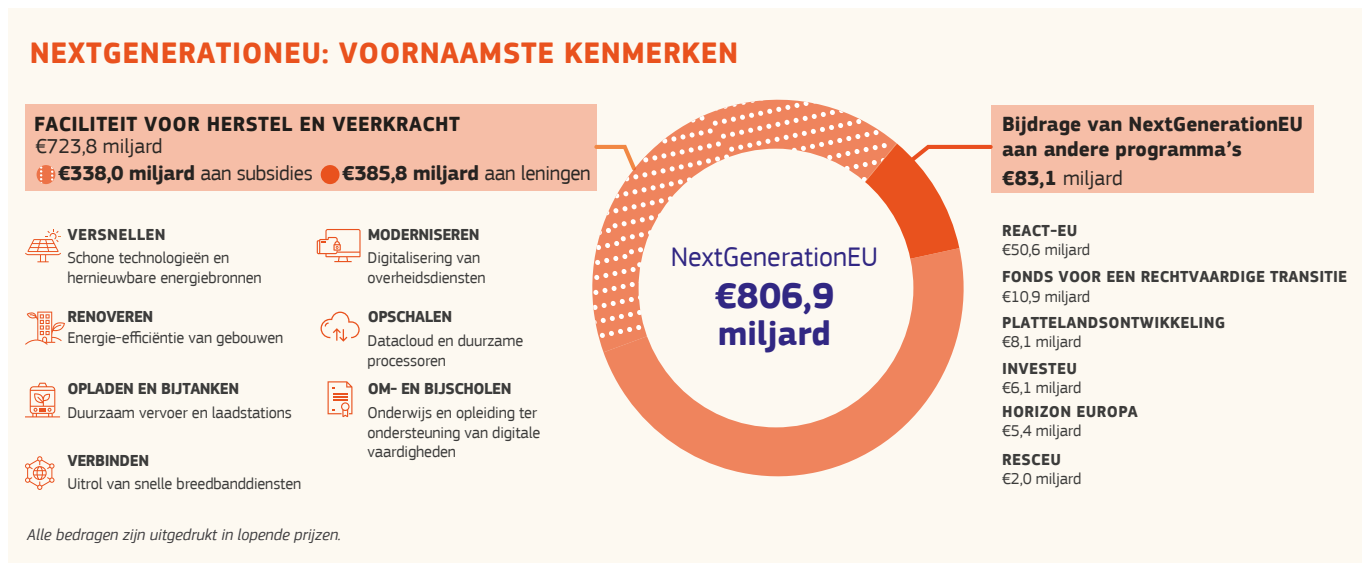 NEXTGENERATIONEU: VOORNAAMSTE KENMERKEN
FACILITEIT VOOR HERSTEL EN VEERKRACHT
€723,8 miljard
€338,0 miljard aan subsidies €385,8 miljard aan leningen
VERSNELLEN
Schone technologieën en
hernieuwbare energiebronnen
RENOVEREN
Energie-efficiëntie van gebouwen
OPLADEN EN BIJTANKEN
Duurzaam vervoer en laadstations
VERBINDEN
Uitrol van snelle breedbanddiensten
MODERNISEREN
Digitalisering van
overheidsdiensten
OPSCHALEN
Datacloud en duurzame
processoren
OM- EN BIJSCHOLEN
Onderwijs en opleiding ter
ondersteuning van digitale
vaardigheden
NextGenerationEU
€806,9
miljard
Bijdrage van NextGenerationEU
aan andere programma's
€83,1 miljard
REACT-EU
€50,6 miljard
FONDS VOOR EEN RECHTVAARDIGE TRANSITIE
€10,9 miljard
PLATTELANDSONTWIKKELING
€8,1 miljard
INVESTEU
€6,1 miljard
HORIZON EUROPA
€5,4 miljard
RESCEU
€2,0 miljard
Alle bedragen zijn uitgedrukt in lopende prijzen.